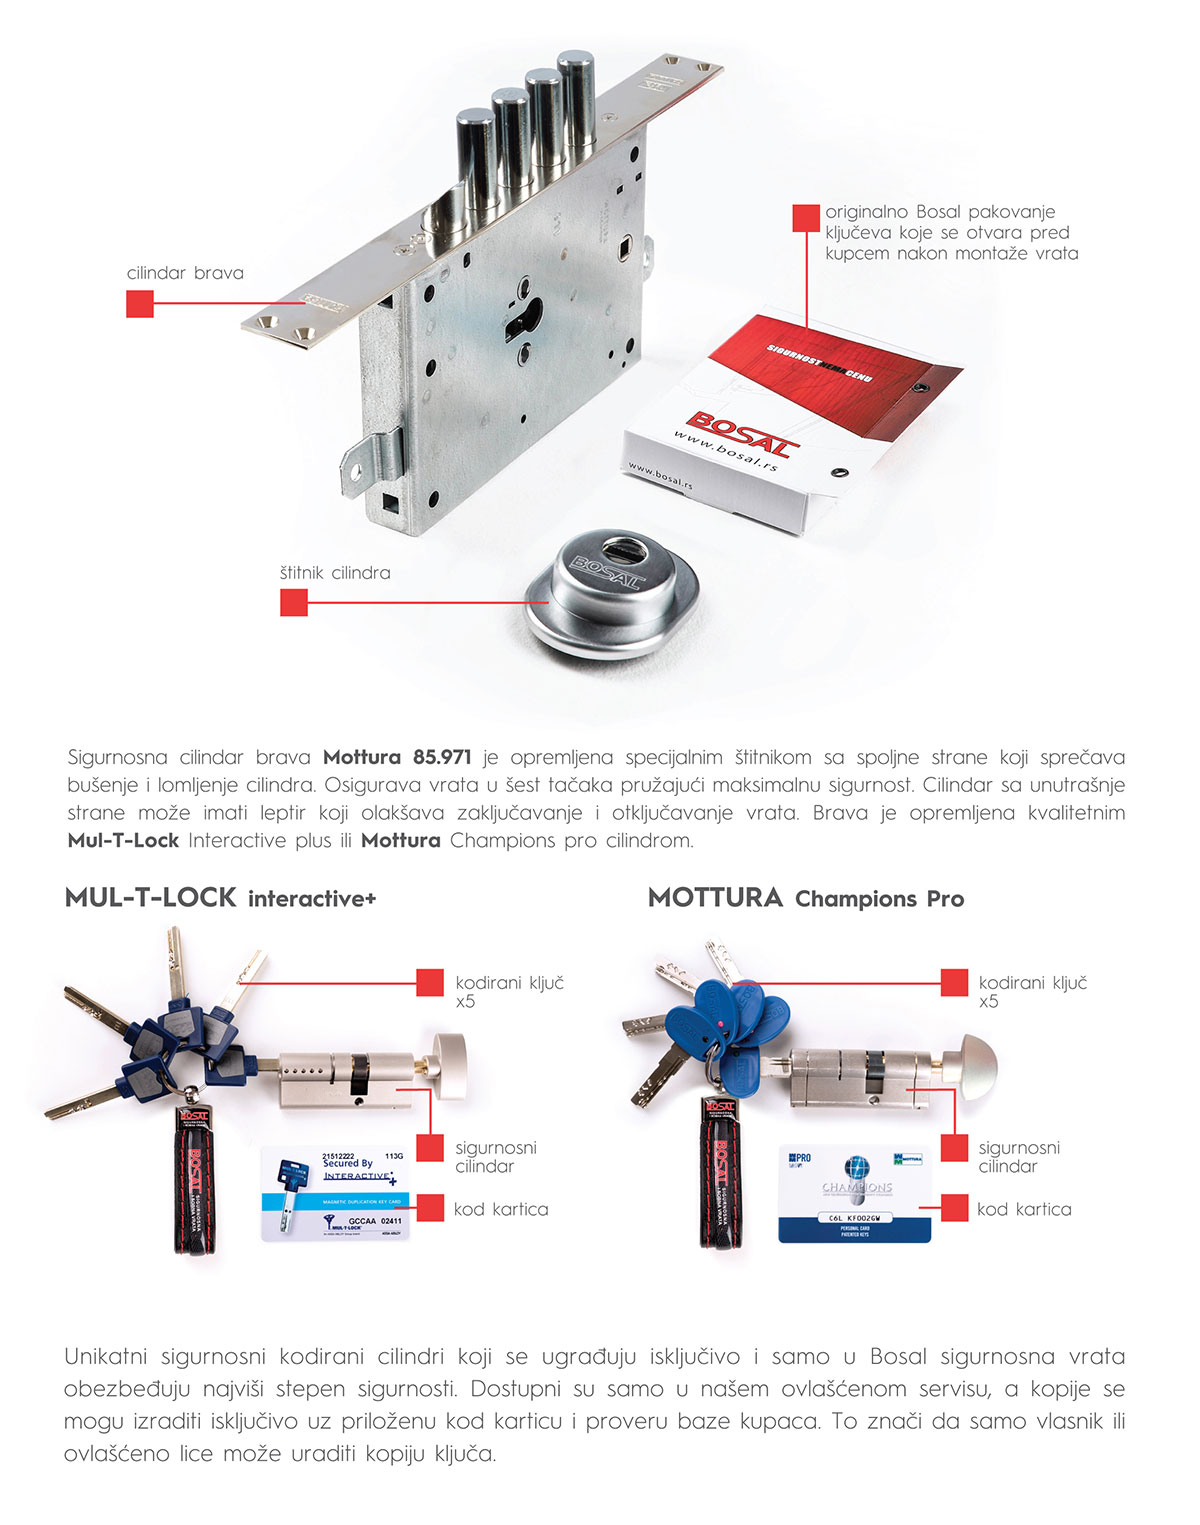 originalno Bosal pakovanje
ključeva koje se otvara pred
kupcem nakon montaže vrata
cilindar brava
SIGURNOSTNEMACENU
BOSAL
www.bosal.rs
www.bosal.rs
štitnik cilindra
BOSAL
Sigurnosna cilindar brava Mottura 85.971 je opremljena specijalnim štitnikom sa spoljne strane koji sprečava
bušenje i lomljenje cilindra. Osigurava vrata u šest tačaka pružajući maksimalnu sigurnost. Cilindar sa unutrašnje
strane može imati leptir koji olakšava zaključavanje i otključavanje vrata. Brava je opremljena kvalitetnim
Mul-T-Lock Interactive plus ili Mottura Champions pro cilindrom.
MUL-T-LOCK interactive+
MOTTURA Champions Pro
kodirani ključ
x5
kodirani ključ
x5
BOSAL
BOSAL
SIGURNOSNA
sigurnosni
cilindar
BOSAL
sigurnosni
cilindar
21512222 113G
Secured By
INTERACTIVE+
MAGNETIC DUPLICATION KEY CARD
GCCAA 02411
MUL-T-LOCK
kod kartica
PRO
MOTTURA
CHAMPIONS
C6L KF002GW
PERSONAL CARD
PATENTED KEYS
kod kartica
Unikatni sigurnosni kodirani cilindri koji se ugrađuju isključivo i samo u Bosal sigurnosna vrata
obezbeđuju najviši stepen sigurnosti. Dostupni su samo u našem ovlašćenom servisu, a kopije se
mogu izraditi isključivo uz priloženu kod karticu i proveru baze kupaca. To znači da samo vlasnik ili
ovlašćeno lice može uraditi kopiju ključa.